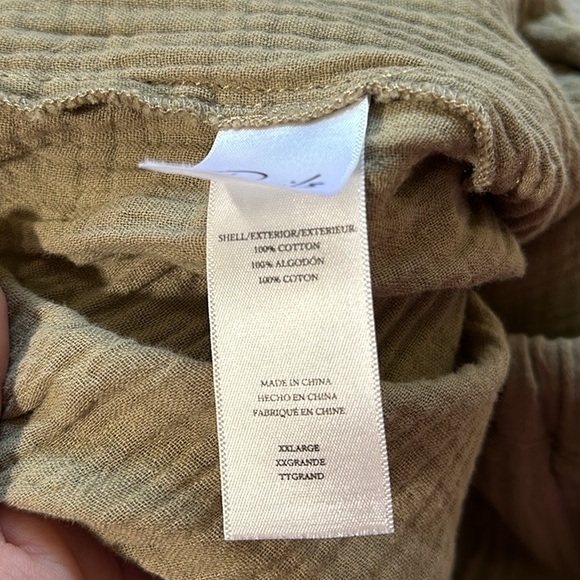 SHELL/EXTERIOR/EXTERIEUR
100% COTTON
100% ALGODÓN
100% COTON
MADE IN CHINA
HECHO EN CHINA
FABRIQUÉ EN CHINE
XXLARGE
XXGRANDE
TTGRAND